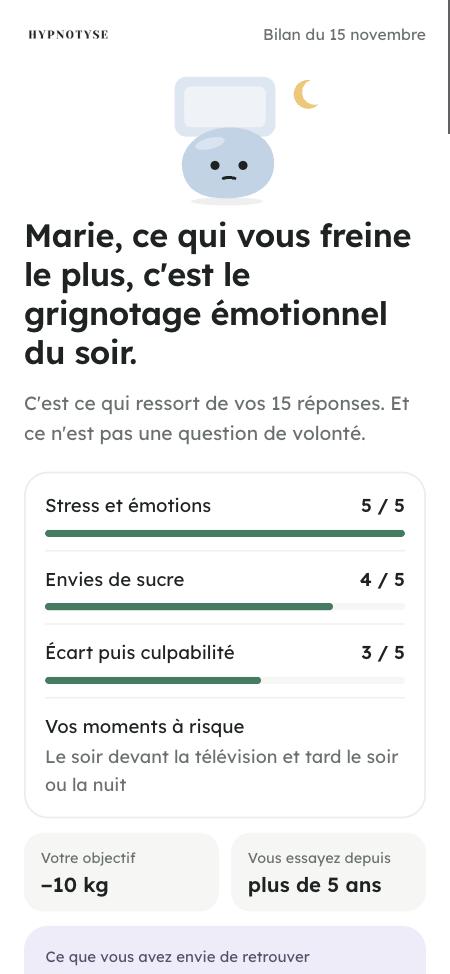 HYPNOTYSE
Bilan du 15 novembre
Marie, ce qui vous freine
le plus, c'est le
grignotage émotionnel
du soir.
C'est ce qui ressort de vos 15 réponses. Et
ce n'est pas une question de volonté.
Stress et émotions
5 / 5
Envies de sucre
4 / 5
Écart puis culpabilité
3 / 5
Vos moments à risque
Le soir devant la télévision et tard le soir
ou la nuit
Votre objectif
−10 kg
Vous essayez depuis
plus de 5 ans
Ce que vous avez envie de retrouver